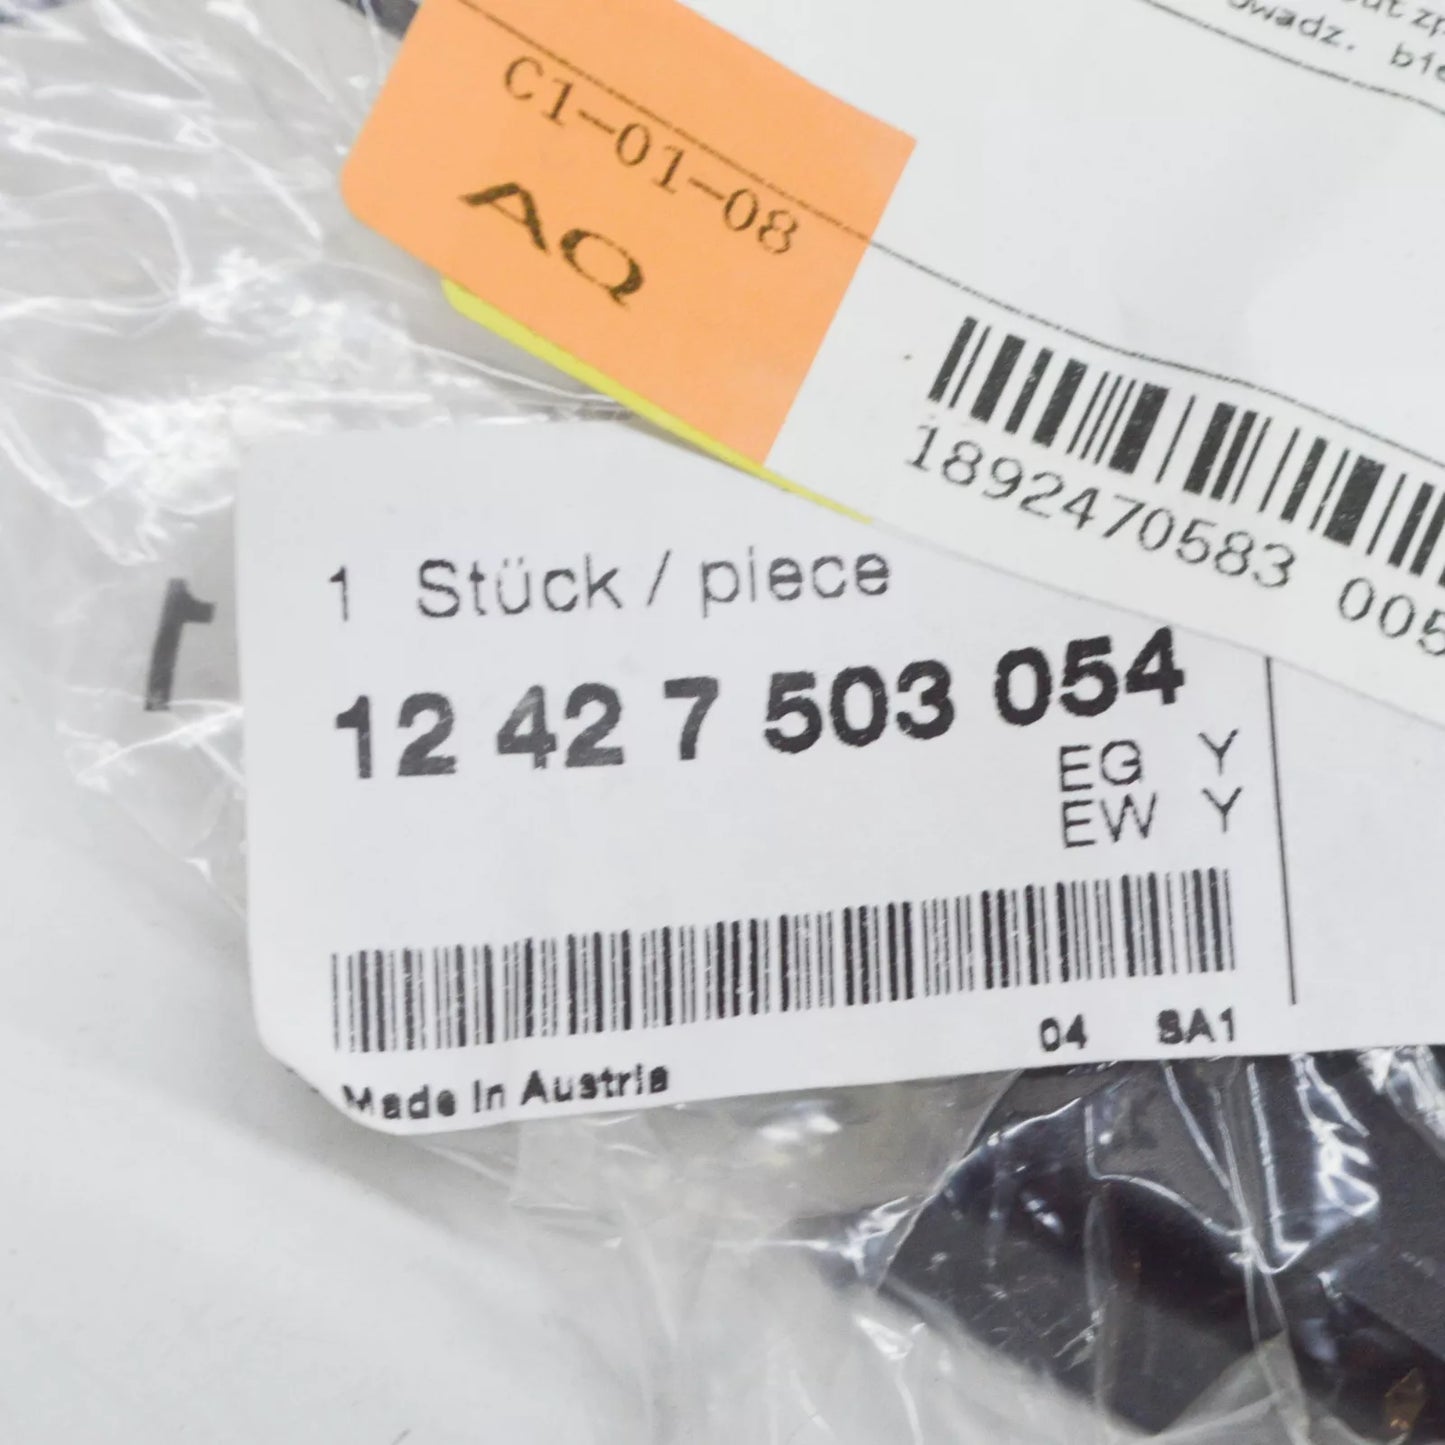 owadz.
C1-01-08
AQ
1892470583 005
1 Stück / piece
12 42 7 503 054
EG Y
EW Y
04 SA1
Made In Austria
1